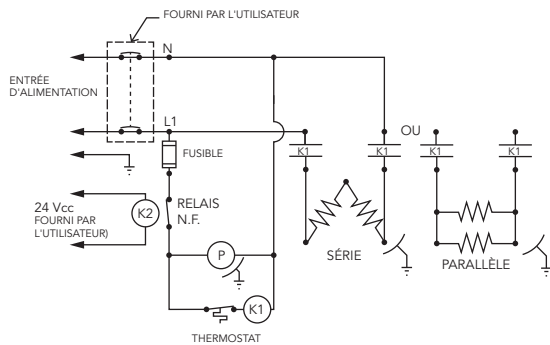 FOURNI PAR L'UTILISATEUR
N
ENTRÉE
D'ALIMENTATION
L1
OU
K1
K1
K1
K1
FUSIBLE
24 Vcc
FOURNI PAR
L'UTILISATEUR)
K2
RELAIS
N.F.
P
SÉRIE
PARALLÈLE
K1
THERMOSTAT